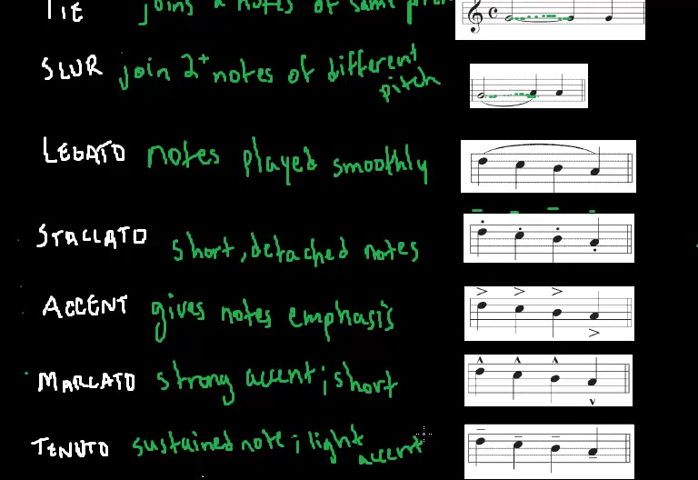 TIE joins 2 notes of same pitch
SLUR join 2+ notes of different
pitch
LEGATO notes played smoothly
STACCATO short, detached notes
ACCENT gives notes emphasis
MARCATO strong accent; short
TENUTO sustained note; light
accent